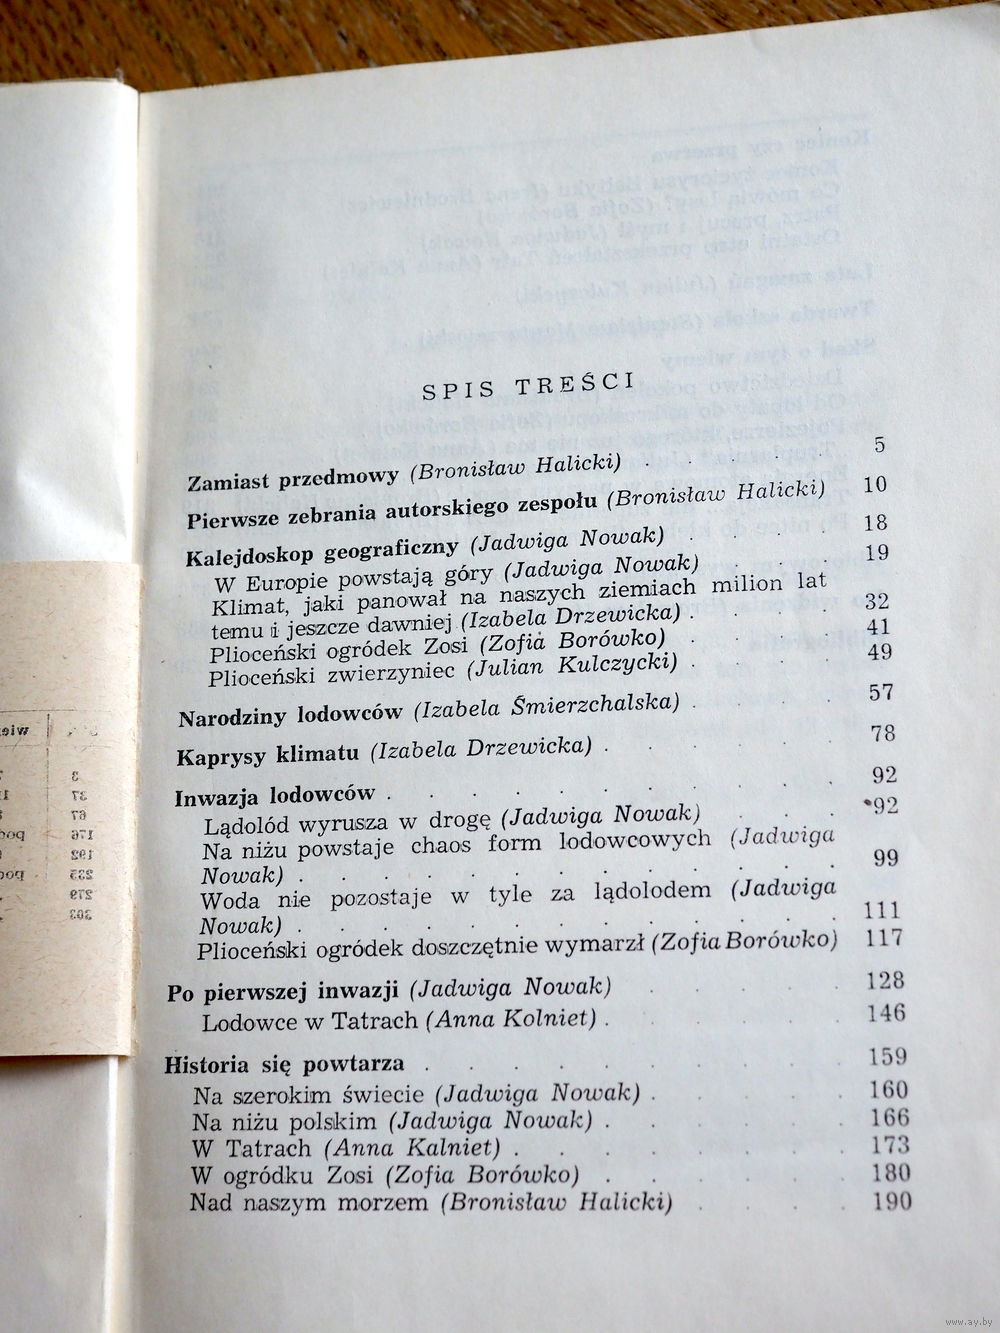 SPIS TREŚCI
Zamiast przedmowy (Bronisław Halicki) . . . . 5
Pierwsze zebrania autorskiego zespołu (Bronisław Halicki) 10
Kalejdoskop geograficzny (Jadwiga Nowak) . . . . 18
W Europie powstają góry (Jadwiga Nowak) . . . 19
Klimat, jaki panował na naszych ziemiach milion lat
temu i jeszcze dawniej (Izabela Drzewicka) . . . . 32
Plioceński ogródek Zosi (Zofia Borówko) . . . . 41
Plioceński zwierzyniec (Julian Kulczycki) . . . . 49
Narodziny lodowców (Izabela Śmierzchalska) . . . . 57
Kaprysy klimatu (Izabela Drzewicka) . . . . . . 78
Inwazja lodowców . . . . . . . . . . . 92
Lądolód wyrusza w drogę (Jadwiga Nowak) . . . 92
Na niżu powstaje chaos form lodowcowych (Jadwiga
Nowak) . . . . . . . . . . . . . 99
Woda nie pozostaje w tyle za lądolodem (Jadwiga
Nowak) . . . . . . . . . . . . . 111
Plioceński ogródek doszczętnie wymarzł (Zofia Borówko) 117
Po pierwszej inwazji (Jadwiga Nowak) . . . . . 128
Lodowce w Tatrach (Anna Kolniet) . . . . . . 146
Historia się powtarza . . . . . . . . . . 159
Na szerokim świecie (Jadwiga Nowak) . . . . . 160
Na niżu polskim (Jadwiga Nowak) . . . . . . 166
W Tatrach (Anna Kalniet) . . . . . . . . 173
W ogródku Zosi (Zofia Borówko) . . . . . . 180
Nad naszym morzem (Bronisław Halicki) . . . . 190
www.ay.by